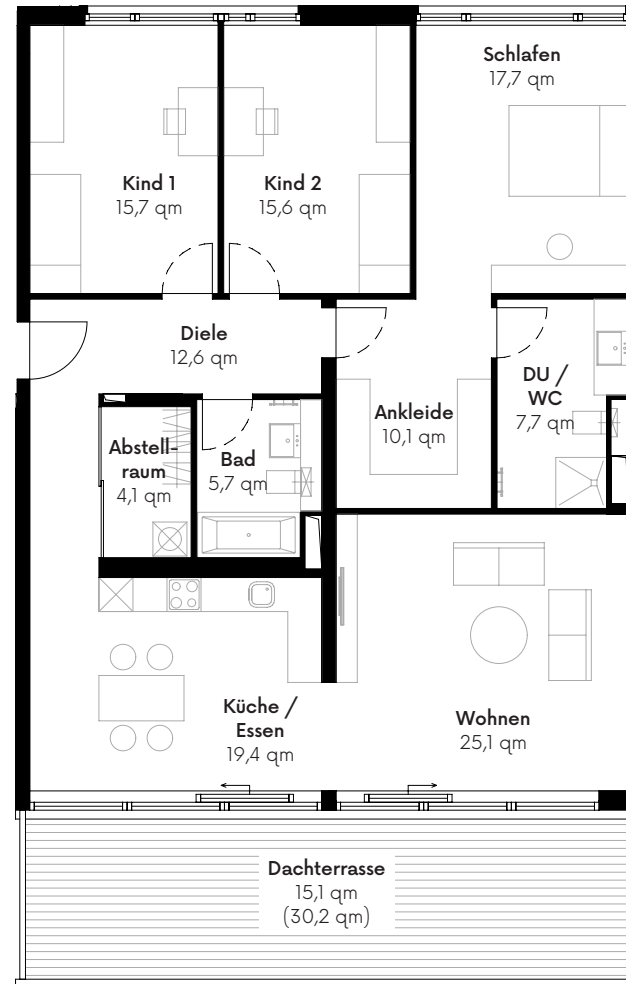 Schlafen
17,7 qm
Kind 1
15,7 qm
Kind 2
15,6 qm
Diele
12,6 qm
DU /
WC
7,7 qm
Ankleide
10,1 qm
Abstell-
raum
4,1 qm
Bad
5,7 qm
Küche /
Essen
19,4 qm
Wohnen
25,1 qm
Dachterrasse
15,1 qm
(30,2 qm)